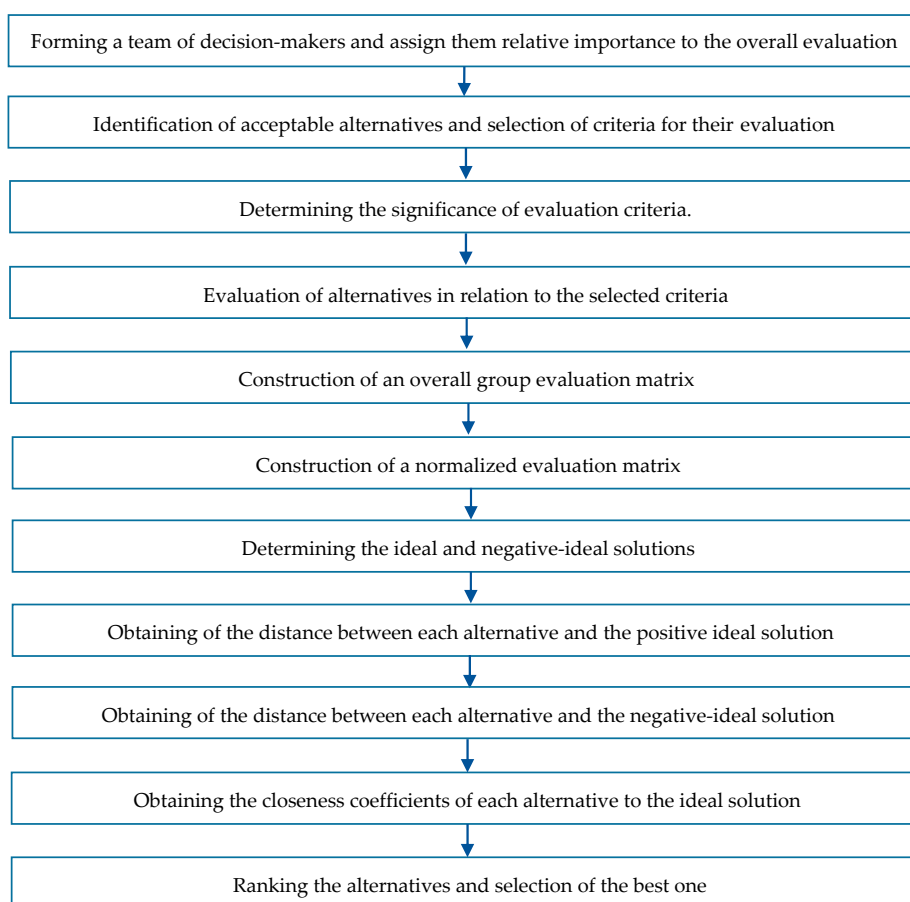 Forming a team of decision-makers and assign them relative importance to the overall evaluation
Identification of acceptable alternatives and selection of criteria for their evaluation
Determining the significance of evaluation criteria.
Evaluation of alternatives in relation to the selected criteria
Construction of an overall group evaluation matrix
Construction of a normalized evaluation matrix
Determining the ideal and negative-ideal solutions
Obtaining of the distance between each alternative and the positive ideal solution
Obtaining of the distance between each alternative and the negative-ideal solution
Obtaining the closeness coefficients of each alternative to the ideal solution
Ranking the alternatives and selection of the best one